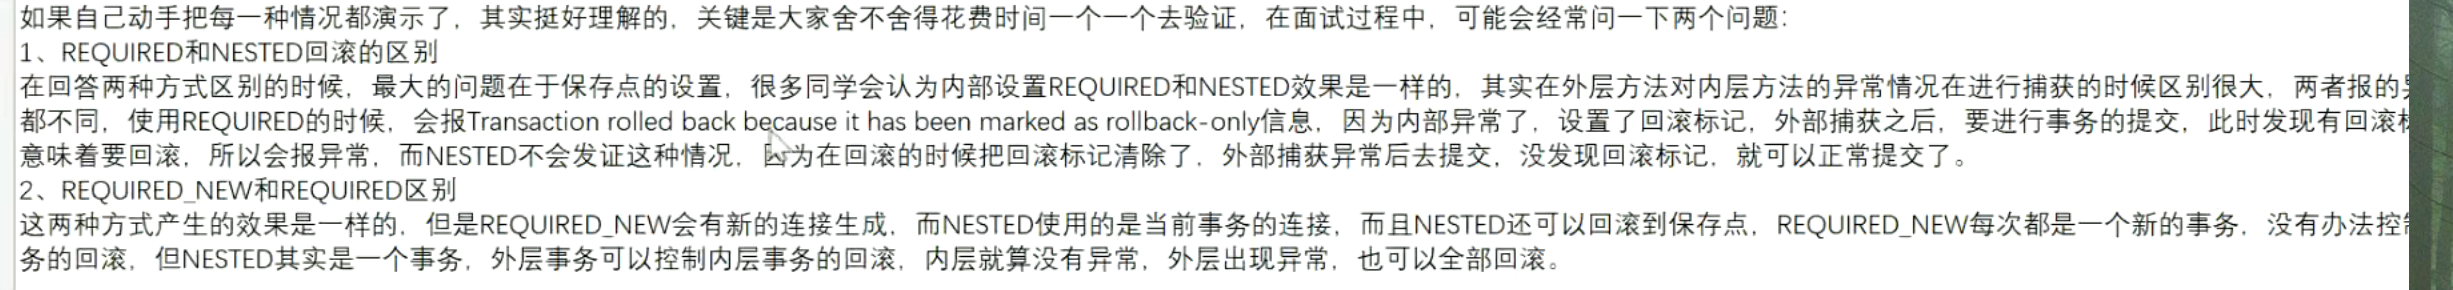 如果自己动手把每一种情况都演示了，其实挺好理解的，关键是大家舍不舍得花费时间一个一个去验证，在面试过程中，可能会经常问一下两个问题：
1、REQUIRED和NESTED回滚的区别
在回答两种方式区别的时候，最大的问题在于保存点的设置，很多同学会认为内部设置REQUIRED和NESTED效果是一样的，其实在外层方法对内层方法的异常情况在进行捕获的时候区别很大，两者报的
都不同，使用REQUIRED的时候，会报Transaction rolled back because it has been marked as rollback-only信息，因为内部异常了，设置了回滚标记，外部捕获之后，要进行事务的提交，此时发现有回滚
意味着要回滚，所以会报异常，而NESTED不会发证这种情况，因为在回滚的时候把回滚标记清除了，外部捕获异常后去提交，没发现回滚标记，就可以正常提交了。
2、REQUIRED_NEW和REQUIRED区别
这两种方式产生的效果是一样的，但是REQUIRED_NEW会有新的连接生成，而NESTED使用的是当前事务的连接，而且NESTED还可以回滚到保存点，REQUIRED_NEW每次都是一个新的事务，没有办法控
务的回滚，但NESTED其实是一个事务，外层事务可以控制内层事务的回滚，内层就算没有异常，外层出现异常，也可以全部回滚。